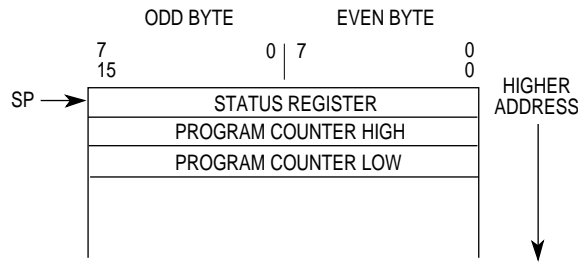 ODD BYTE EVEN BYTE
7 0 7 0
15 0
SP STATUS REGISTER HIGHER
ADDRESS
PROGRAM COUNTER HIGH
PROGRAM COUNTER LOW